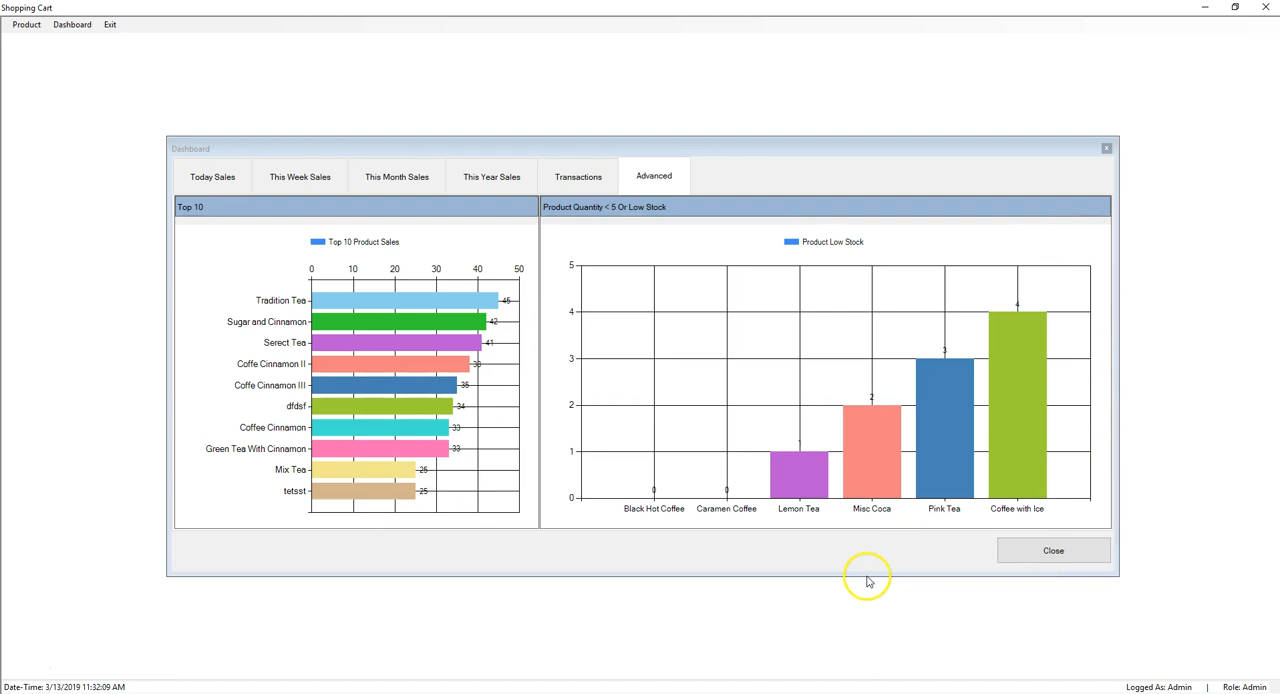 Shopping Cart
Product Dashboard Exit
Dashboard
x
Today Sales This Week Sales This Month Sales This Year Sales Transactions Advanced
Top 10
Top 10 Product Sales
0 10 20 30 40 50
Tradition Tea 45
Sugar and Cinnamon 42
Serect Tea 41
Coffe Cinnamon II
Coffe Cinnamon III 35
dfdsf 34
Coffee Cinnamon 33
Green Tea With Cinnamon 33
Mix Tea 25
tetsst 25
Product Quantity < 5 Or Low Stock
Product Low Stock
5
4
3
2
1
0
0 0 1 2 3 4
Black Hot Coffee Caramen Coffee Lemon Tea Misc Coca Pink Tea Coffee with Ice
Close
Date-Time: 3/13/2019 11:32:09 AM Logged As: Admin | Role: Admin